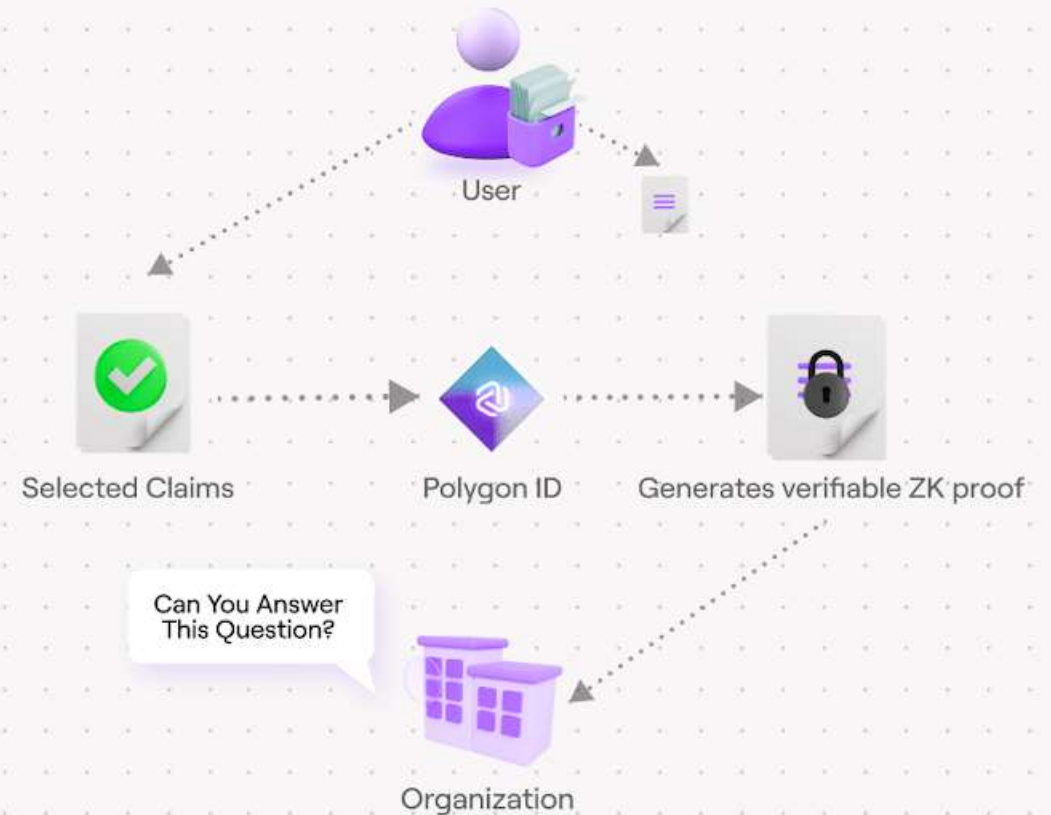 User
Selected Claims
Polygon ID
Generates verifiable ZK proof
Can You Answer
This Question?
Organization